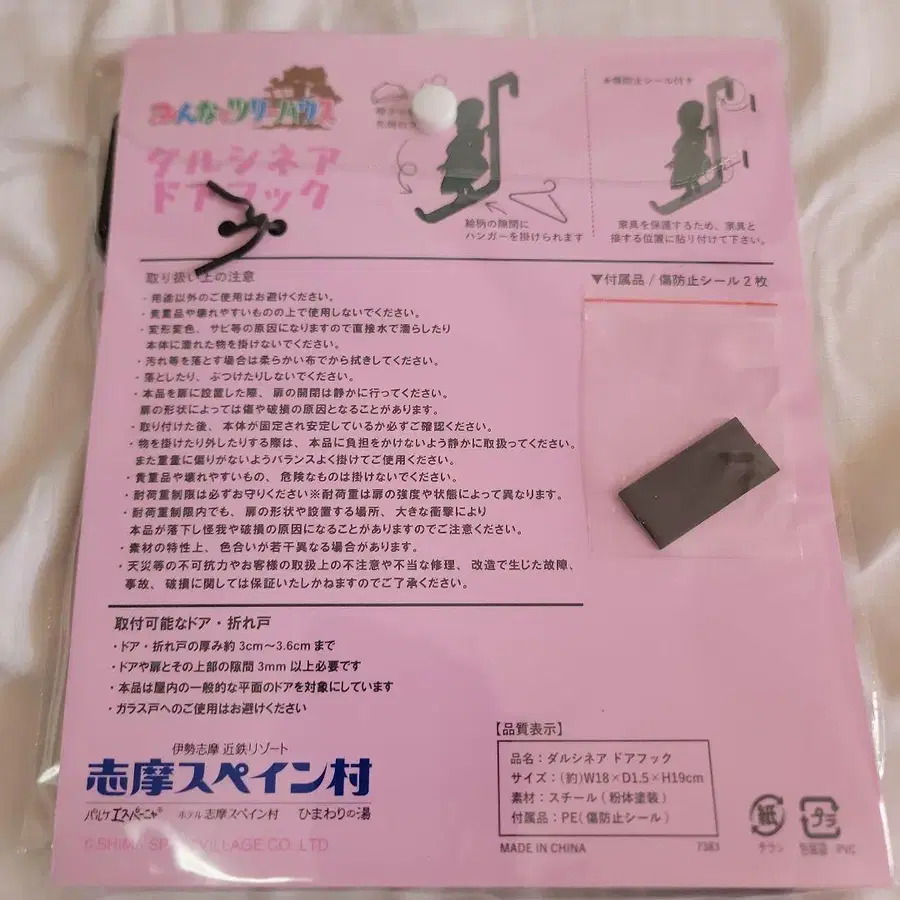 みんなのツリーハウス
ダルシネア
ドアフック
絵柄の隙間に
ハンガーを掛けられます
傷防止シール付き
家具を保護するため、家具と
接する位置に貼り付けて下さい。
取り扱い上の注意
・用途以外のご使用はお避けください。
・貴重品や壊れやすいものの上で使用しないでください。
・変形変色、サビ等の原因になりますので直接水で濡らしたり
本体に濡れた物を掛けないでください。
・汚れ等を落とす場合は柔らかい布でから拭きしてください。
・落としたり、ぶつけたりしないでください。
・本品を扉に設置した際、扉の開閉は静かに行ってください。
扉の形状によっては傷や破損の原因となることがあります。
・取り付けた後、本体が固定され安定しているか必ずご確認ください。
・物を掛けたり外したりする際は、本品に負担をかけないよう静かに取扱ってください。
また重量に偏りがないようバランスよく掛けてご使用ください。
・貴重品や壊れやすいもの、危険なものは掛けないでください。
・耐荷重制限は必ずお守りください※耐荷重は扉の強度や状態によって異なります。
・耐荷重制限内でも、扉の形状や設置する場所、大きな衝撃により
本品が落下し怪我や破損の原因になることがありますのでご注意ください。
・素材の特性上、色合いが若干異なる場合があります。
・天災等の不可抗力やお客様の取扱上の不注意や不当な修理、改造で生じた故障、
事故、破損に関しては保証いたしかねますのでご了承ください。
▼付属品 / 傷防止シール2枚
取付可能なドア・折れ戸
・ドア・折れ戸の厚み約 3cm～3.6cm まで
・ドアや扉とその上部の隙間 3mm 以上必要です
・本品は屋内の一般的な平面のドアを対象にしています
・ガラス戸へのご使用はお避けください
伊勢志摩 近鉄リゾート
志摩スペイン村
パルケエスパーニャ® ホテル志摩スペイン村 ひまわりの湯
© SHIMA SPAIN VILLAGE CO., LTD
【品質表示】
品名：ダルシネア ドアフック
サイズ：(約)W18×D1.5×H19cm
素材：スチール（粉体塗装）
付属品：PE(傷防止シール)
MADE IN CHINA 7383
紙
チラシ
プラ
包装袋 PVC